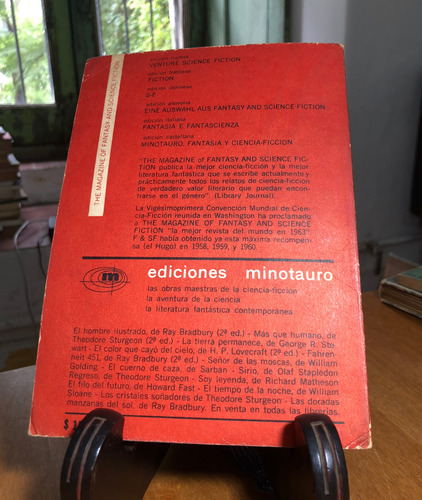 THE MAGAZINE OF FANTASY AND SCIENCE FICTION
VENTURE SCIENCE FICTION
edición francesa
FICTION
edición japonesa
S-F
edición alemana
EINE AUSWAHL AUS FANTASY AND SCIENCE FICTION
edición italiana
FANTASIA E FANTASCIENZA
edición castellana
MINOTAURO, FANTASIA Y CIENCIA-FICCION
"THE MAGAZINE of FANTASY AND SCIENCE FIC-
TION publica la mejor ciencia-ficción y la mejor
literatura fantástica que se escribe actualmente y
prácticamente todos los relatos de ciencia-ficción
de verdadero valor literario que puedan encon-
trarse en el género" (Library Journal).
La Vigesimoprimera Convención Mundial de Cien-
cia-Ficción reunida en Washington ha proclamado
a THE MAGAZINE OF FANTASY AND SCIENCE
FICTION "la mejor revista del mundo en 1963"
F & SF había obtenido ya esta máxima recompen-
sa (el Hugo) en 1958, 1959, y 1960.
m ediciones minotauro
las obras maestras de la ciencia-ficción
la aventura de la ciencia
la literatura fantástica contemporánea
El hombre ilustrado, de Ray Bradbury (2ª ed.) - Más que humano, de
Theodore Sturgeon (2ª ed.) - La tierra permanece, de George R. Ste-
wart - El color que cayó del cielo, de H. P. Lovecraft (2ª ed.) - Fahren-
heit 451, de Ray Bradbury (2ª ed.) - Señor de las moscas, de William
Golding - El cuerno de caza, de Sarban - Sirio, de Olaf Stapledon
Regreso, de Theodore Sturgeon - Soy leyenda, de Richard Matheson
El filo del futuro, de Howard Fast - El tiempo de la noche, de William
Sloane - Los cristales soñadores de Theodore Sturgeon - Las doradas
manzanas del sol, de Ray Bradbury. En venta en todas las librerías.
$